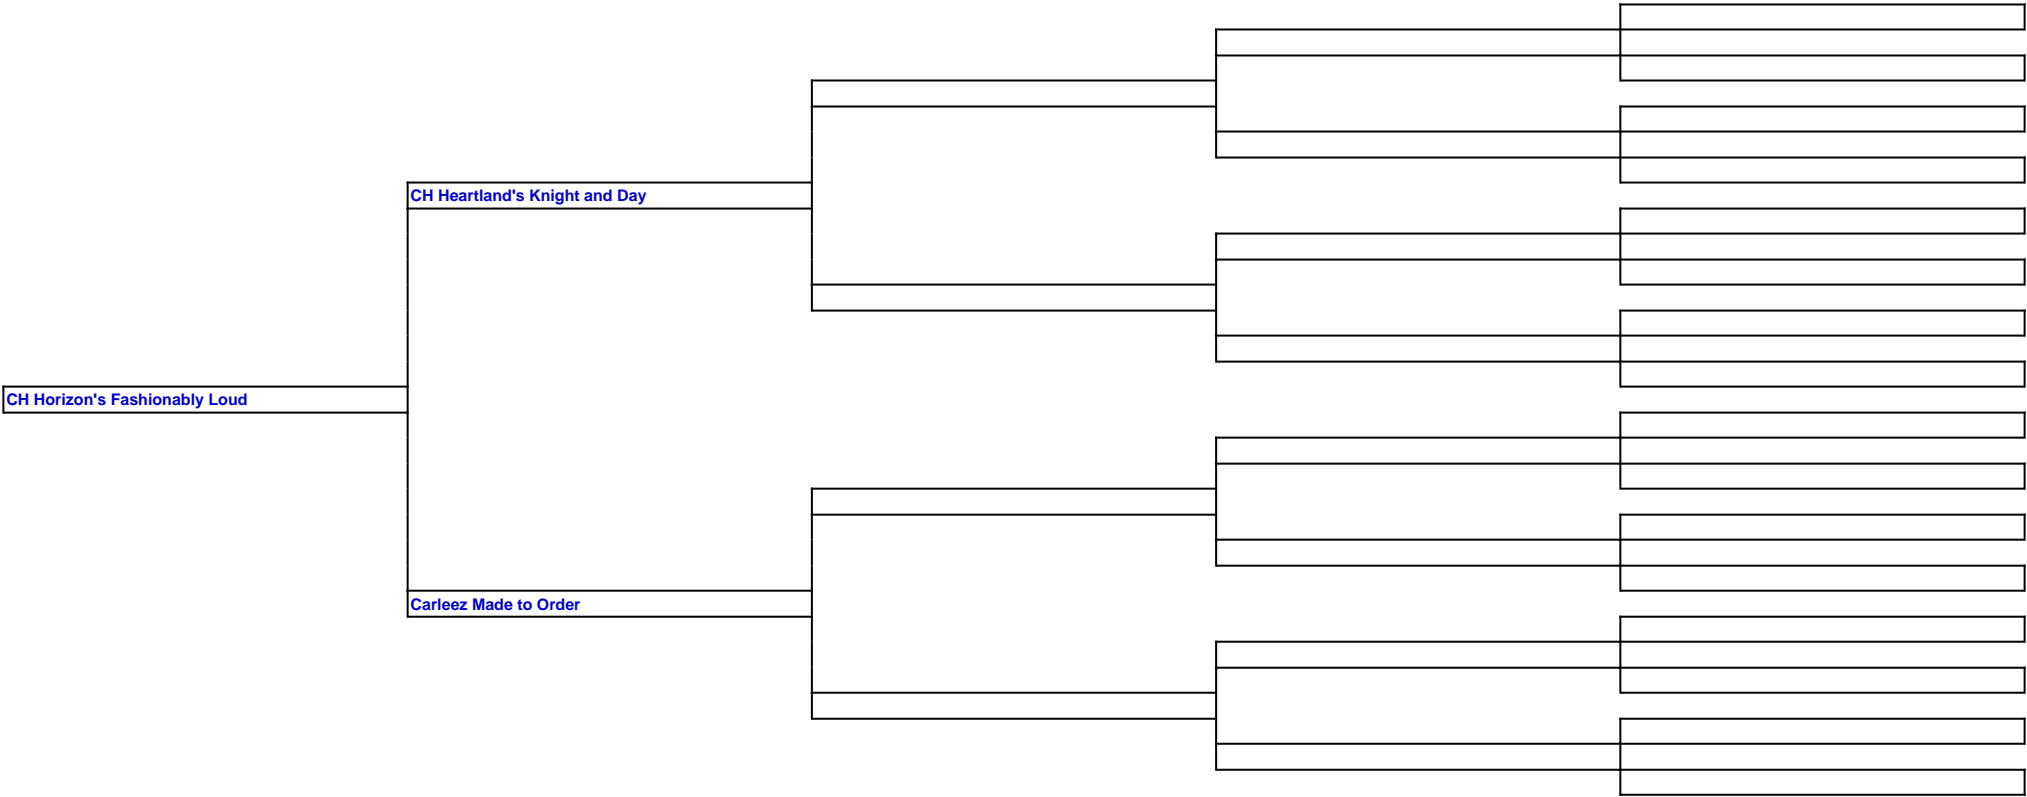 CH Heartland's Knight and Day
CH Horizon's Fashionably Loud
Carleez Made to Order